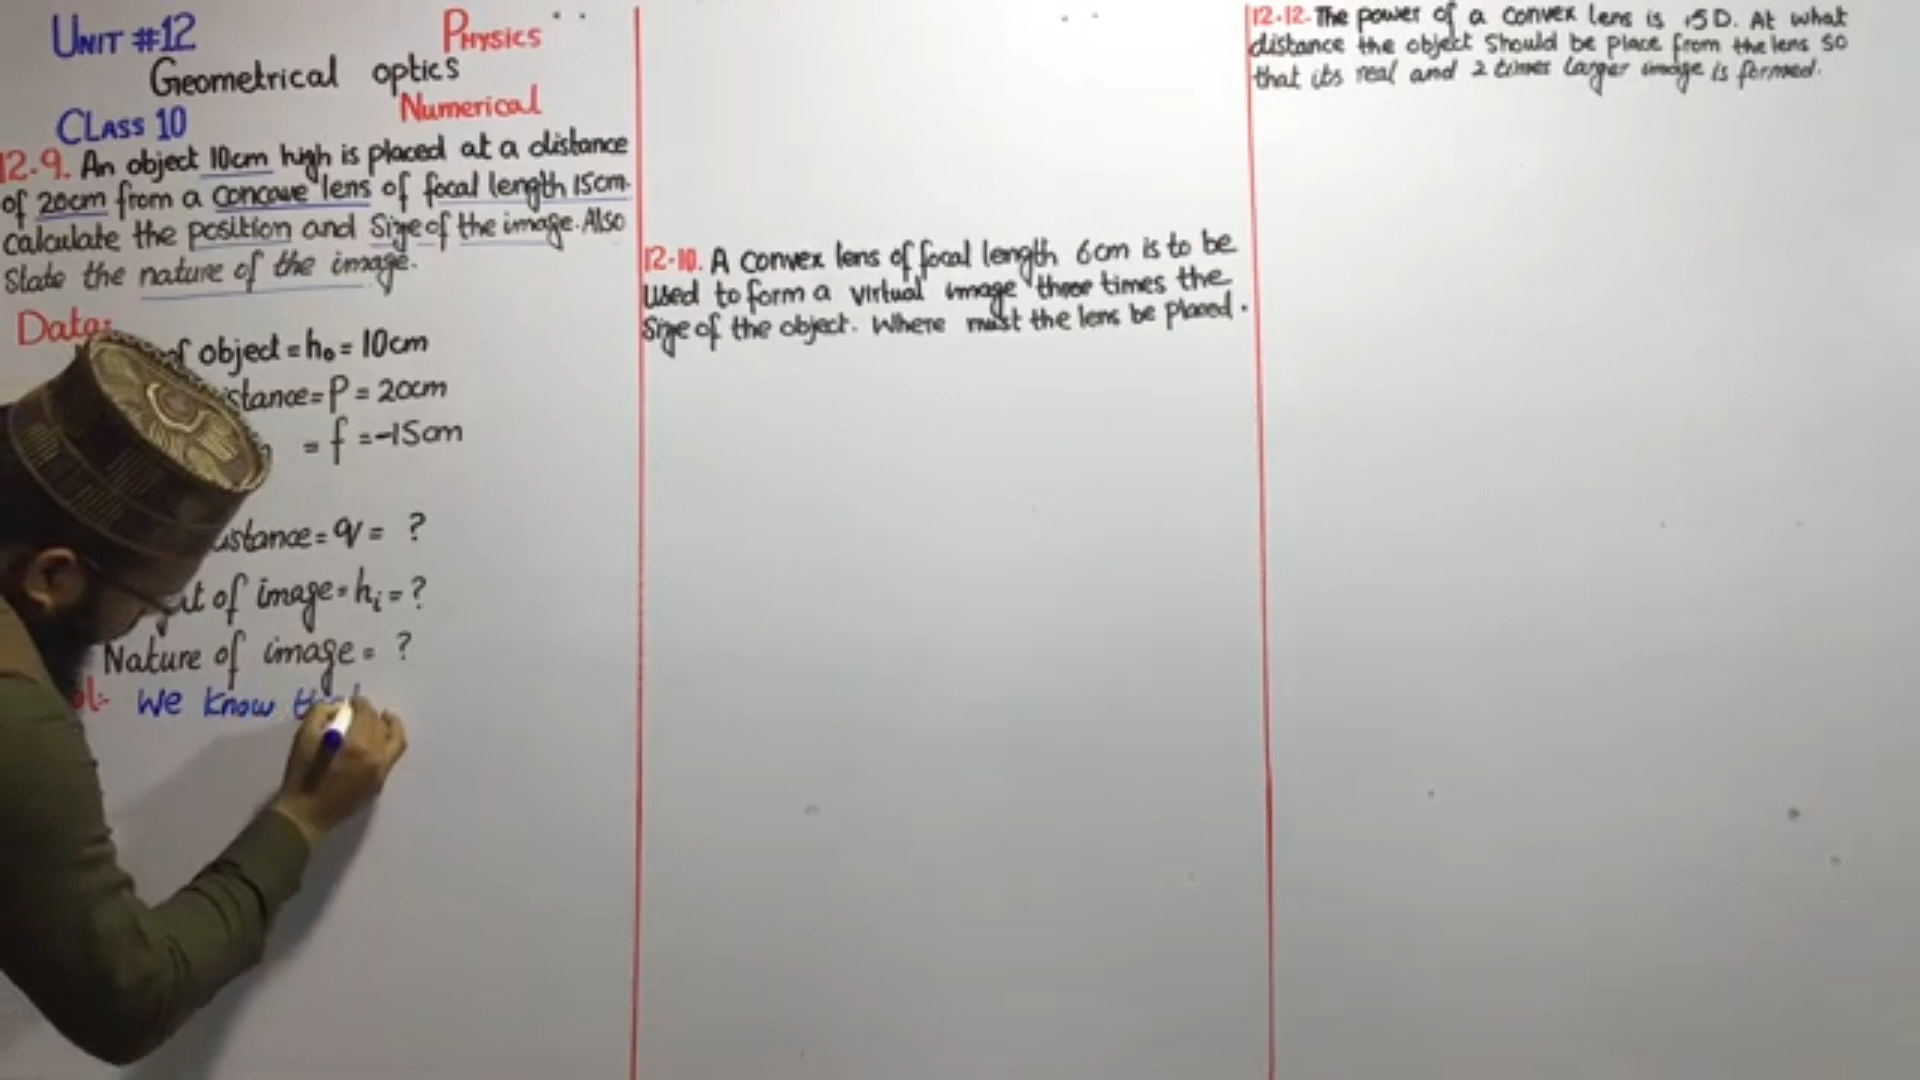 UNIT #12
PHYSICS
Geometrical optics
Numerical
CLASS 10
12.9. An object 10cm high is placed at a distance
of 20cm from a concave lens of focal length 15cm.
calculate the position and Size of the image. Also
State the nature of the image.
Data:
of object = ho = 10cm
istance = P = 20cm
= f = -15cm
istance = q = ?
of image = hi = ?
Nature of image = ?
ol:- We know
12.10. A convex lens of focal length 6cm is to be
used to form a virtual image three times the
Size of the object. Where must the lens be placed.
12.12. The power of a convex lens is 5D. At what
distance the object Should be place from the lens so
that its real and 2 times larger image is formed.